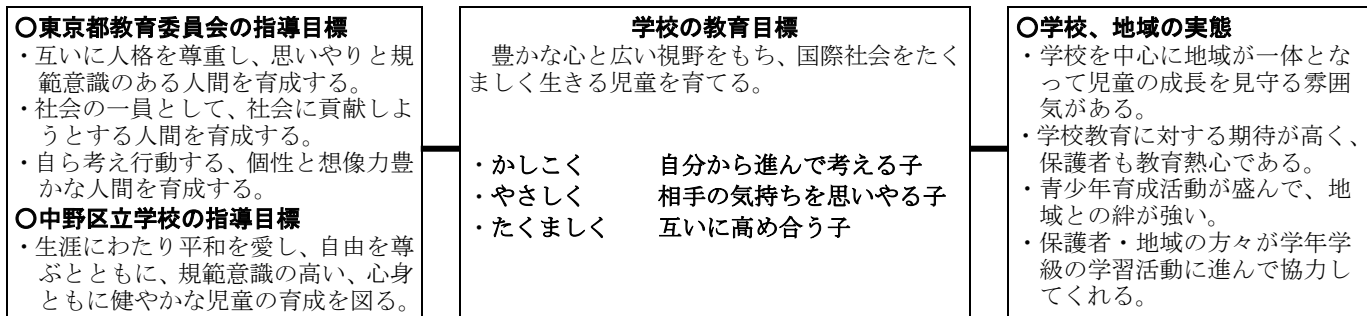 〇東京都教育委員会の指導目標
・互いに人格を尊重し、思いやりと規
範意識のある人間を育成する。
・社会の一員として、社会に貢献しよ
うとする人間を育成する。
・自ら考え行動する、個性と想像力豊
かな人間を育成する。
〇中野区立学校の指導目標
・生涯にわたり平和を愛し、自由を尊
ぶとともに、規範意識の高い、心身
ともに健やかな児童の育成を図る。
学校の教育目標
豊かな心と広い視野をもち、国際社会をたく
ましく生きる児童を育てる。
・かしこく 自分から進んで考える子
・やさしく 相手の気持ちを思いやる子
・たくましく 互いに高め合う子
〇学校、地域の実態
・学校を中心に地域が一体とな
って児童の成長を見守る雰囲
気がある。
・学校教育に対する期待が高く、
保護者も教育熱心である。
・青少年育成活動が盛んで、地
域との絆が強い。
・保護者・地域の方々が学年学
級の学習活動に進んで協力し
てくれる。